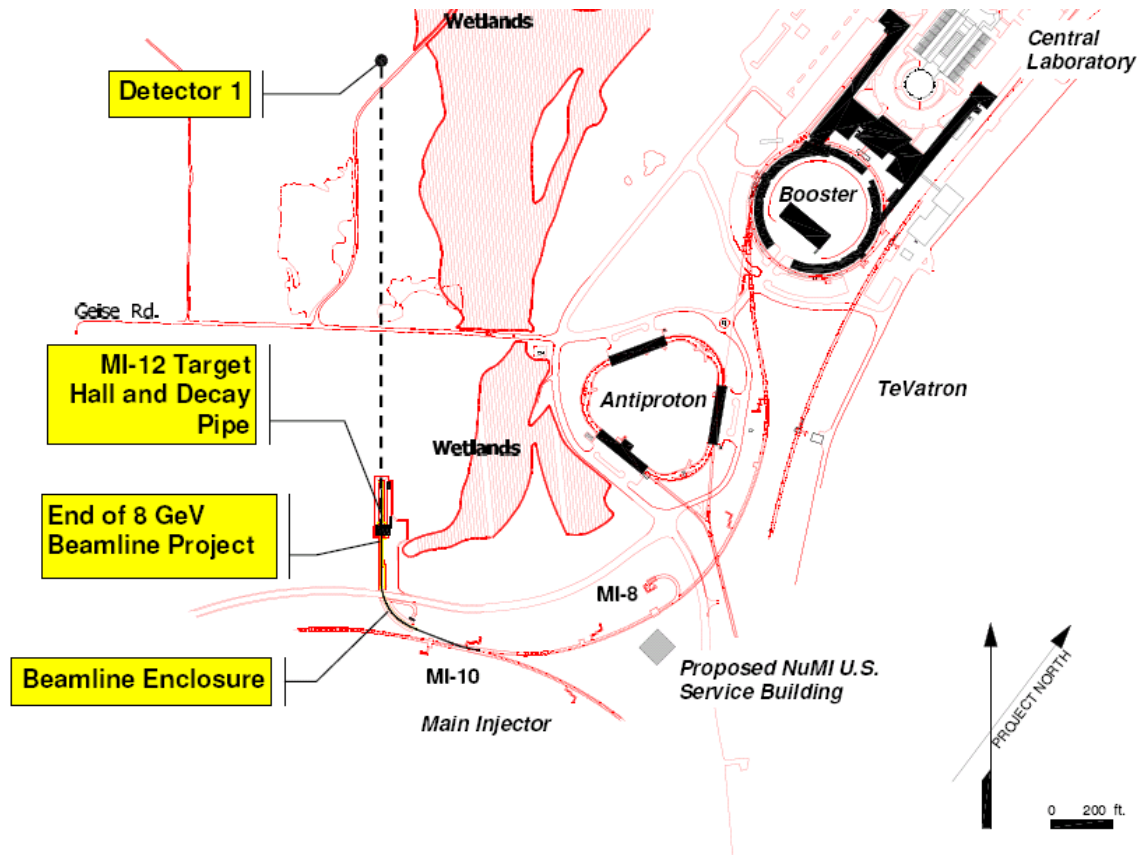 Wetlands
Central
Laboratory
Detector 1
Booster
Geise Rd.
MI-12 Target
Hall and Decay
Pipe
Antiproton
TeVatron
Wetlands
End of 8 GeV
Beamline Project
MI-8
Beamline Enclosure
MI-10
Proposed NuMI U.S.
Service Building
Main Injector
PROJECT NORTH
0 200 ft.